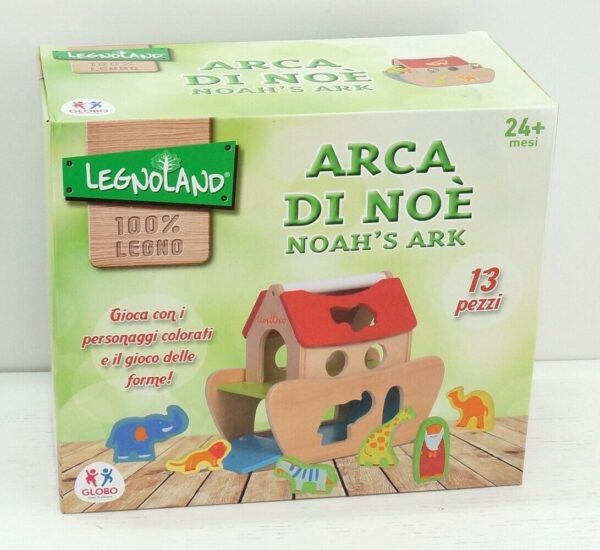 LEGNOLAND
100%
LEGNO
GLOBO
ARCA
DI NOÈ
NOAH'S ARK
LEGNOLAND®
100%
LEGNO
24+
mesi
ARCA
DI NOÈ
NOAH'S ARK
13
pezzi
Gioca con i
personaggi colorati
e il gioco delle
forme!
GLOBO